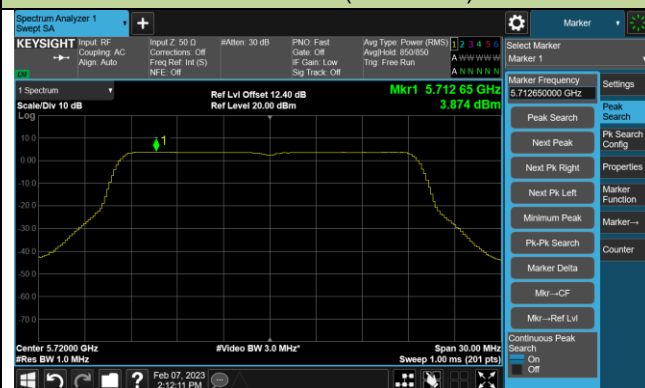 Spectrum Analyzer 1
Swept SA
KEYSIGHT
Input: RF
Coupling: AC
Align: Auto
Input Z: 50 Ω
Corrections: Off
Freq Ref: Int (S)
NFE: Off
#Atten: 30 dB
PNO: Fast
Gate: Off
IF Gain: Low
Sig Track: Off
Avg Type: Power (RMS)
Avg|Hold: 850/850
Trig: Free Run
1 2 3 4 5 6
A W W W W W
A N N N N N
LXI
1 Spectrum
Scale/Div 10 dB
Log
Ref Lvl Offset 12.40 dB
Ref Level 20.00 dBm
Mkr1 5.712 65 GHz
3.874 dBm
1
10.0
0.00
-10.0
-20.0
-30.0
-40.0
-50.0
-60.0
-70.0
Center 5.72000 GHz
#Res BW 1.0 MHz
#Video BW 3.0 MHz*
Span 30.00 MHz
Sweep 1.00 ms (201 pts)
Feb 07, 2023
2:12:11 PM
Marker
Select Marker
Marker 1
Marker Frequency
5.712650000 GHz
Peak Search
Next Peak
Next Pk Right
Next Pk Left
Minimum Peak
Pk-Pk Search
Marker Delta
Mkr→CF
Mkr→Ref Lvl
Continuous Peak
Search
On
Off
Settings
Peak
Search
Pk Search
Config
Properties
Marker
Function
Marker→
Counter